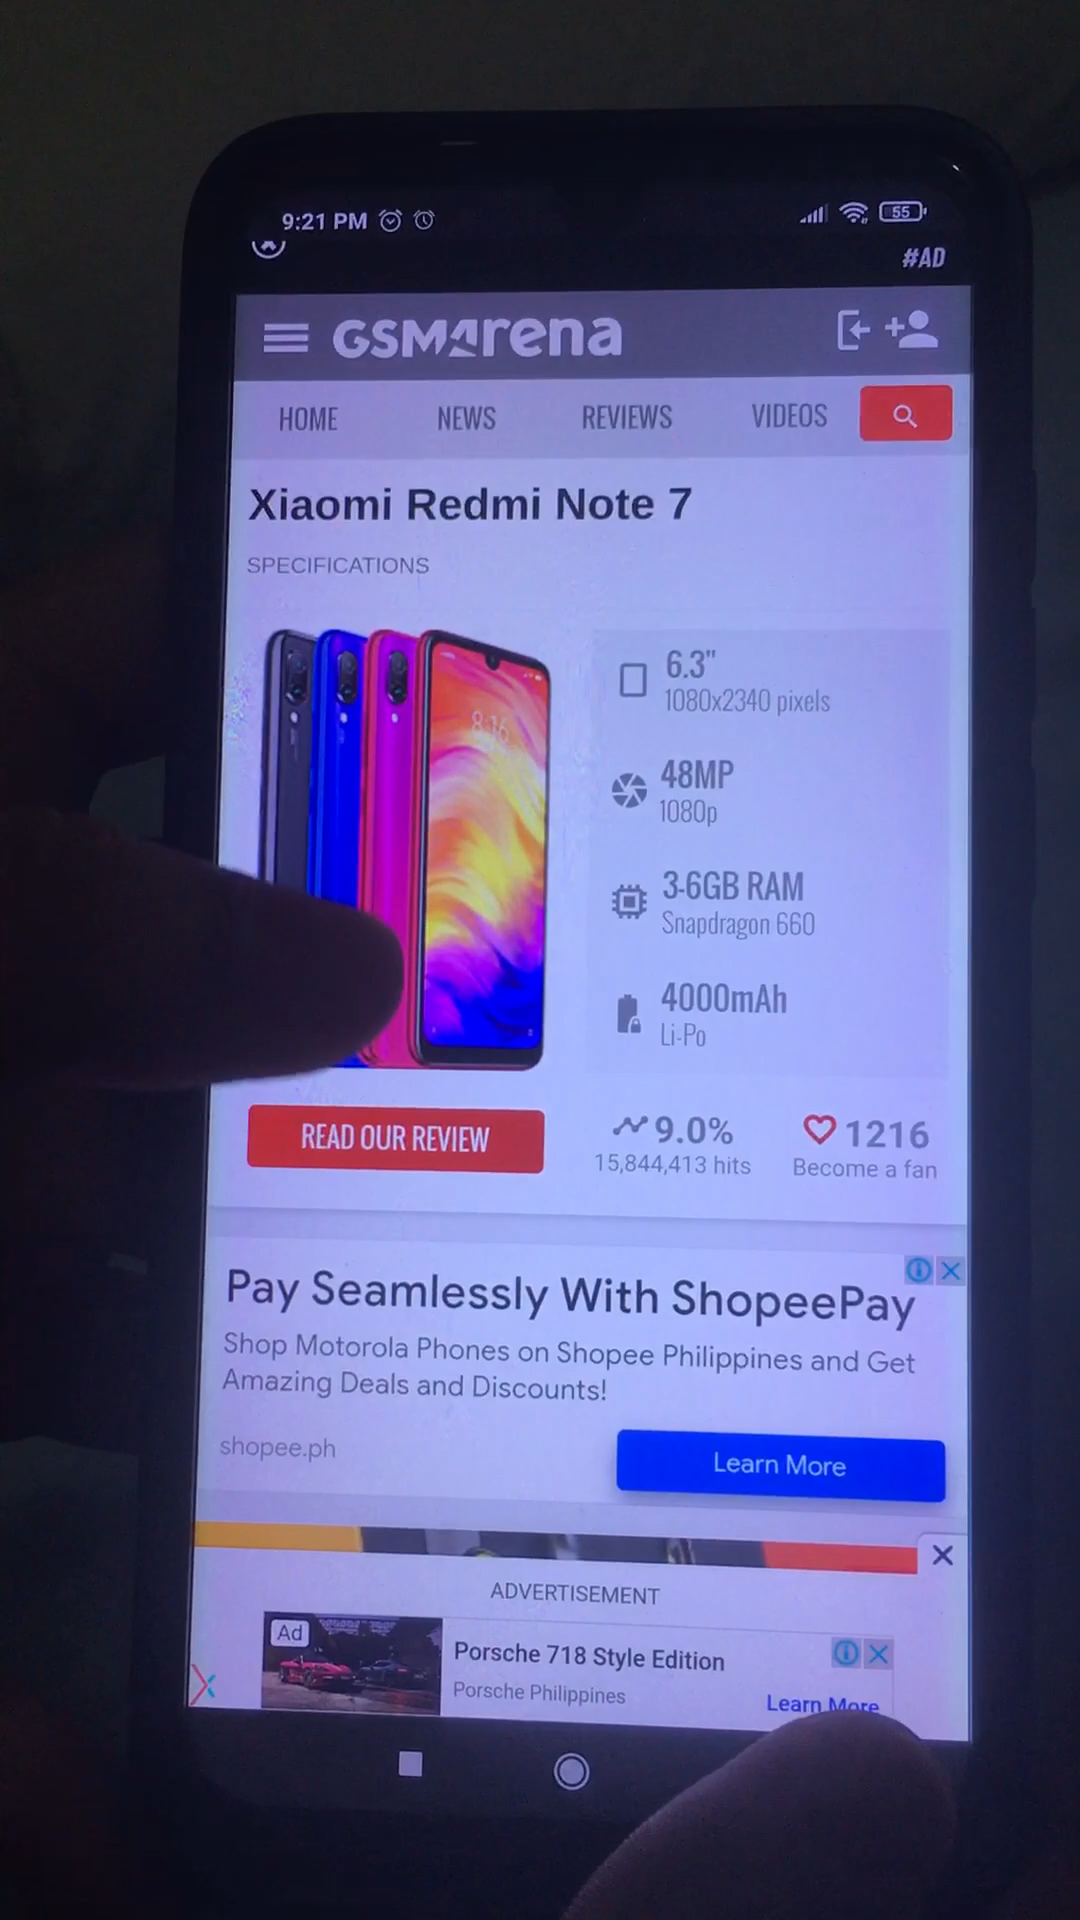 9:21 PM
55
#AD
GSMArena
HOME NEWS REVIEWS VIDEOS
Xiaomi Redmi Note 7
SPECIFICATIONS
8:16
6.3"
1080x2340 pixels
48MP
1080p
3-6GB RAM
Snapdragon 660
4000mAh
Li-Po
READ OUR REVIEW
9.0%
15,844,413 hits
1216
Become a fan
Pay Seamlessly With ShopeePay
Shop Motorola Phones on Shopee Philippines and Get
Amazing Deals and Discounts!
shopee.ph
Learn More
ADVERTISEMENT
Ad
Porsche 718 Style Edition
Porsche Philippines
Learn More